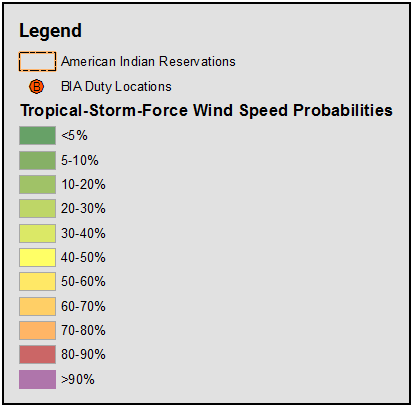 Legend
American Indian Reservations
B BIA Duty Locations
Tropical-Storm-Force Wind Speed Probabilities
<5%
5-10%
10-20%
20-30%
30-40%
40-50%
50-60%
60-70%
70-80%
80-90%
>90%